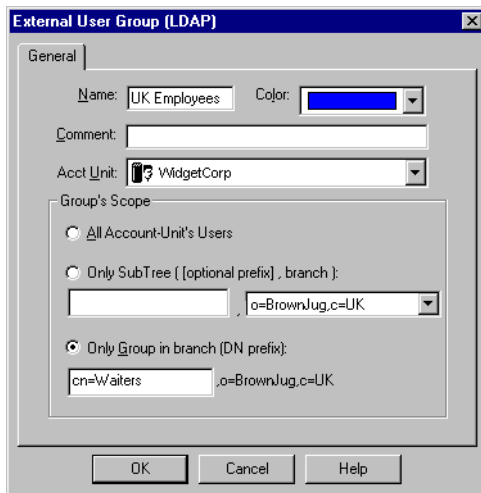 External User Group (LDAP)
General
Name: UK Employees Color:
Comment:
Acct Unit: WidgetCorp
Group's Scope
All Account-Unit's Users
Only SubTree ( [optional prefix] , branch ):
, o=BrownJug,c=UK
Only Group in branch (DN prefix):
cn=Waiters ,o=BrownJug,c=UK
OK Cancel Help